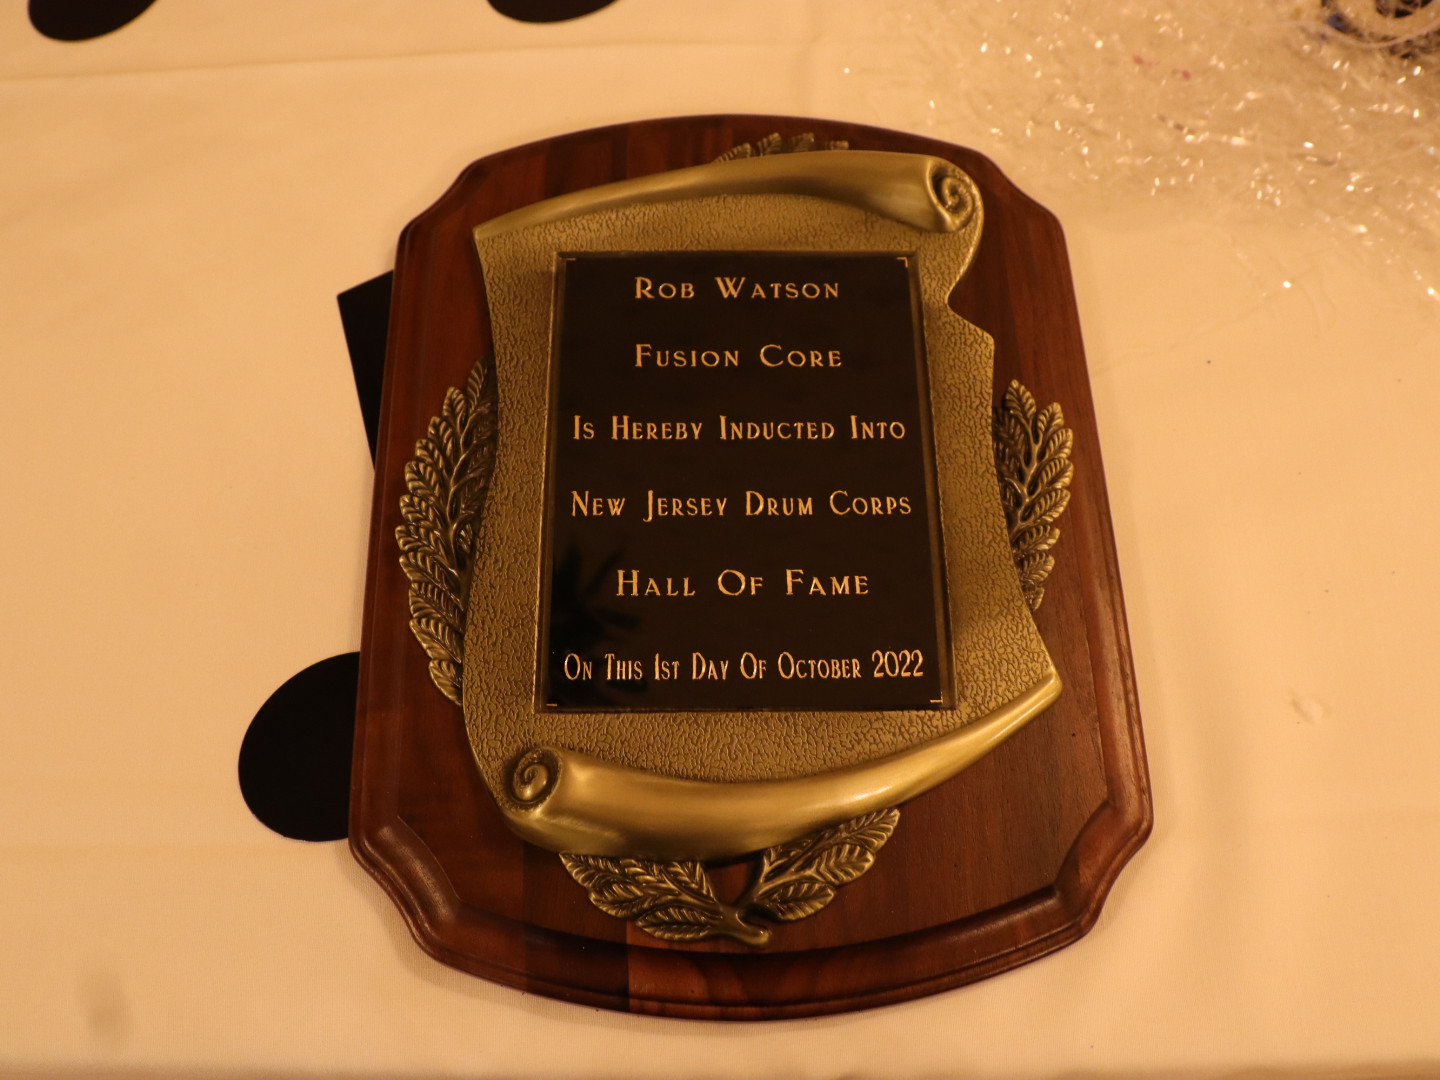 Rob Watson
Fusion Core
Is Hereby Inducted Into
New Jersey Drum Corps
Hall Of Fame
On This 1st Day Of October 2022